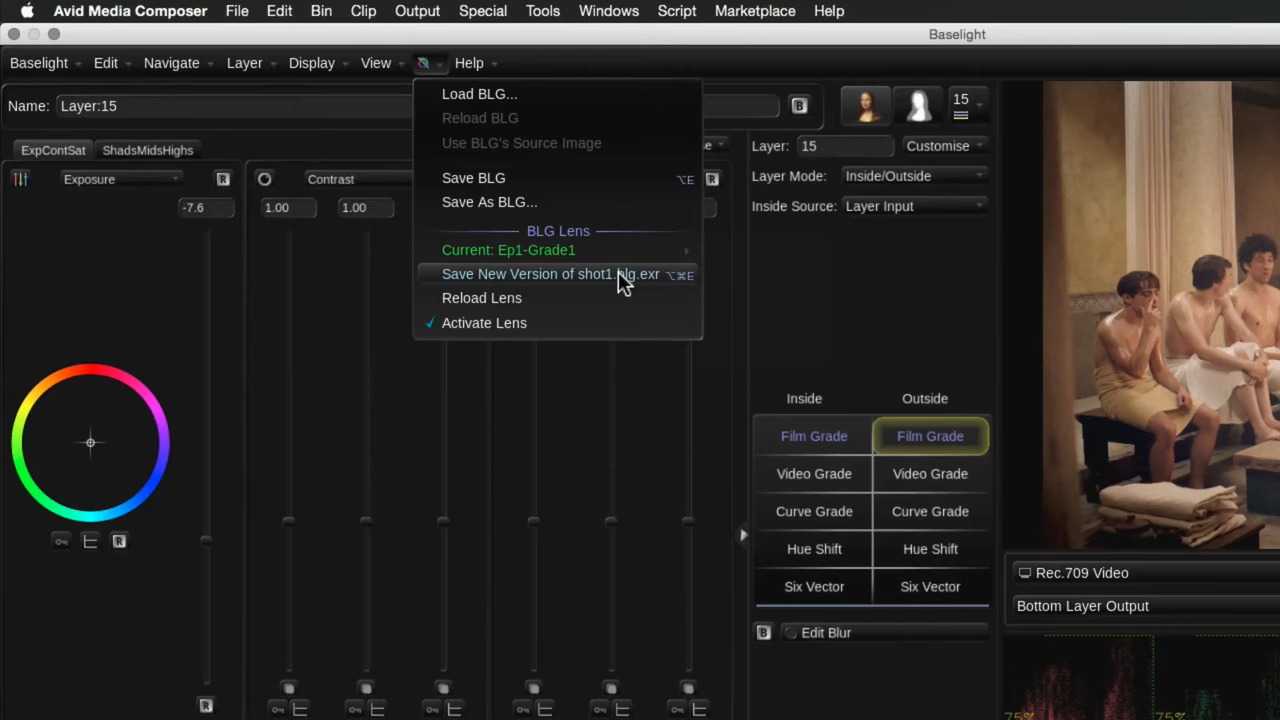 Avid Media Composer File Edit Bin Clip Output Special Tools Windows Script Marketplace Help
Baselight
Baselight Edit Navigate Layer Display View Help
Name: Layer:15
B
15
Load BLG...
Reload BLG
Use BLG's Source Image
Save BLG ⌥E
Save As BLG...
BLG Lens
Current: Ep1-Grade1
Save New Version of shot1.blg.exr ⌥⌘E
Reload Lens
Activate Lens
ExpContSat ShadsMidsHighs
Exposure R Contrast R
-7.6 1.00 1.00
R
R
Layer: 15 Customise
Layer Mode: Inside/Outside
Inside Source: Layer Input
Inside Outside
Film Grade Film Grade
Video Grade Video Grade
Curve Grade Curve Grade
Hue Shift Hue Shift
Six Vector Six Vector
B Edit Blur
Rec.709 Video
Bottom Layer Output
75% 75%